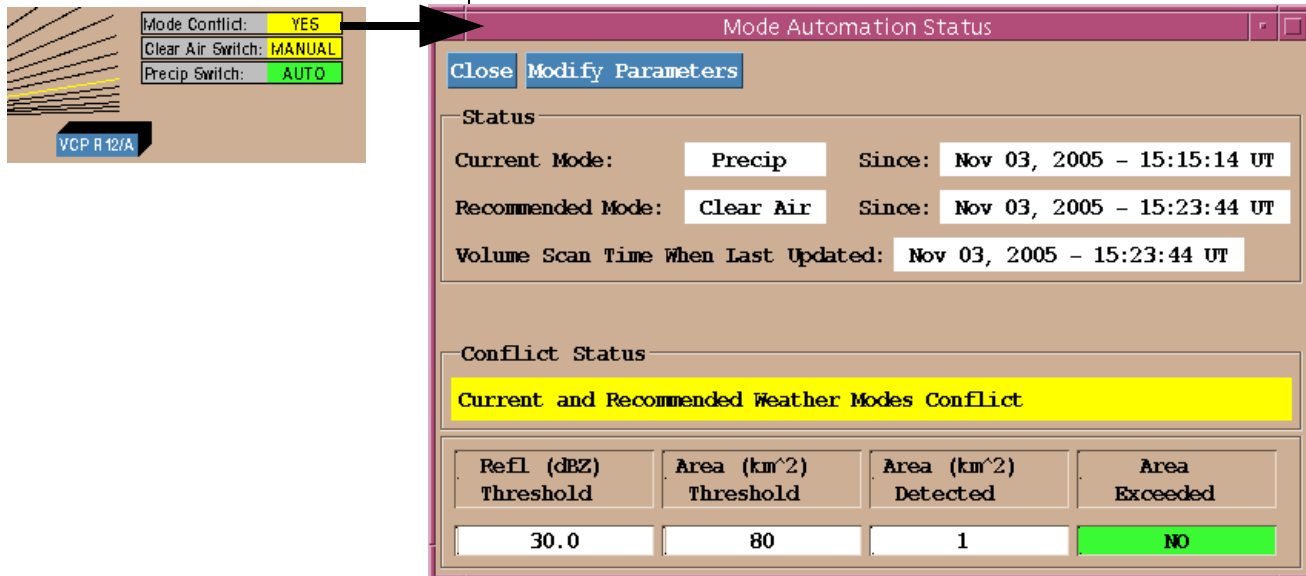 Mode Conflict: YES
Clear Air Switch: MANUAL
Precip Switch: AUTO
VCP R12/A
Mode Automation Status
Close Modify Parameters
Status
Current Mode: Precip Since: Nov 03, 2005 - 15:15:14 UT
Recommended Mode: Clear Air Since: Nov 03, 2005 - 15:23:44 UT
Volume Scan Time When Last Updated: Nov 03, 2005 - 15:23:44 UT
Conflict Status
Current and Recommended Weather Modes Conflict
Refl (dBZ) Area (km^2) Area (km^2) Area
Threshold Threshold Detected Exceeded
30.0 80 1 NO